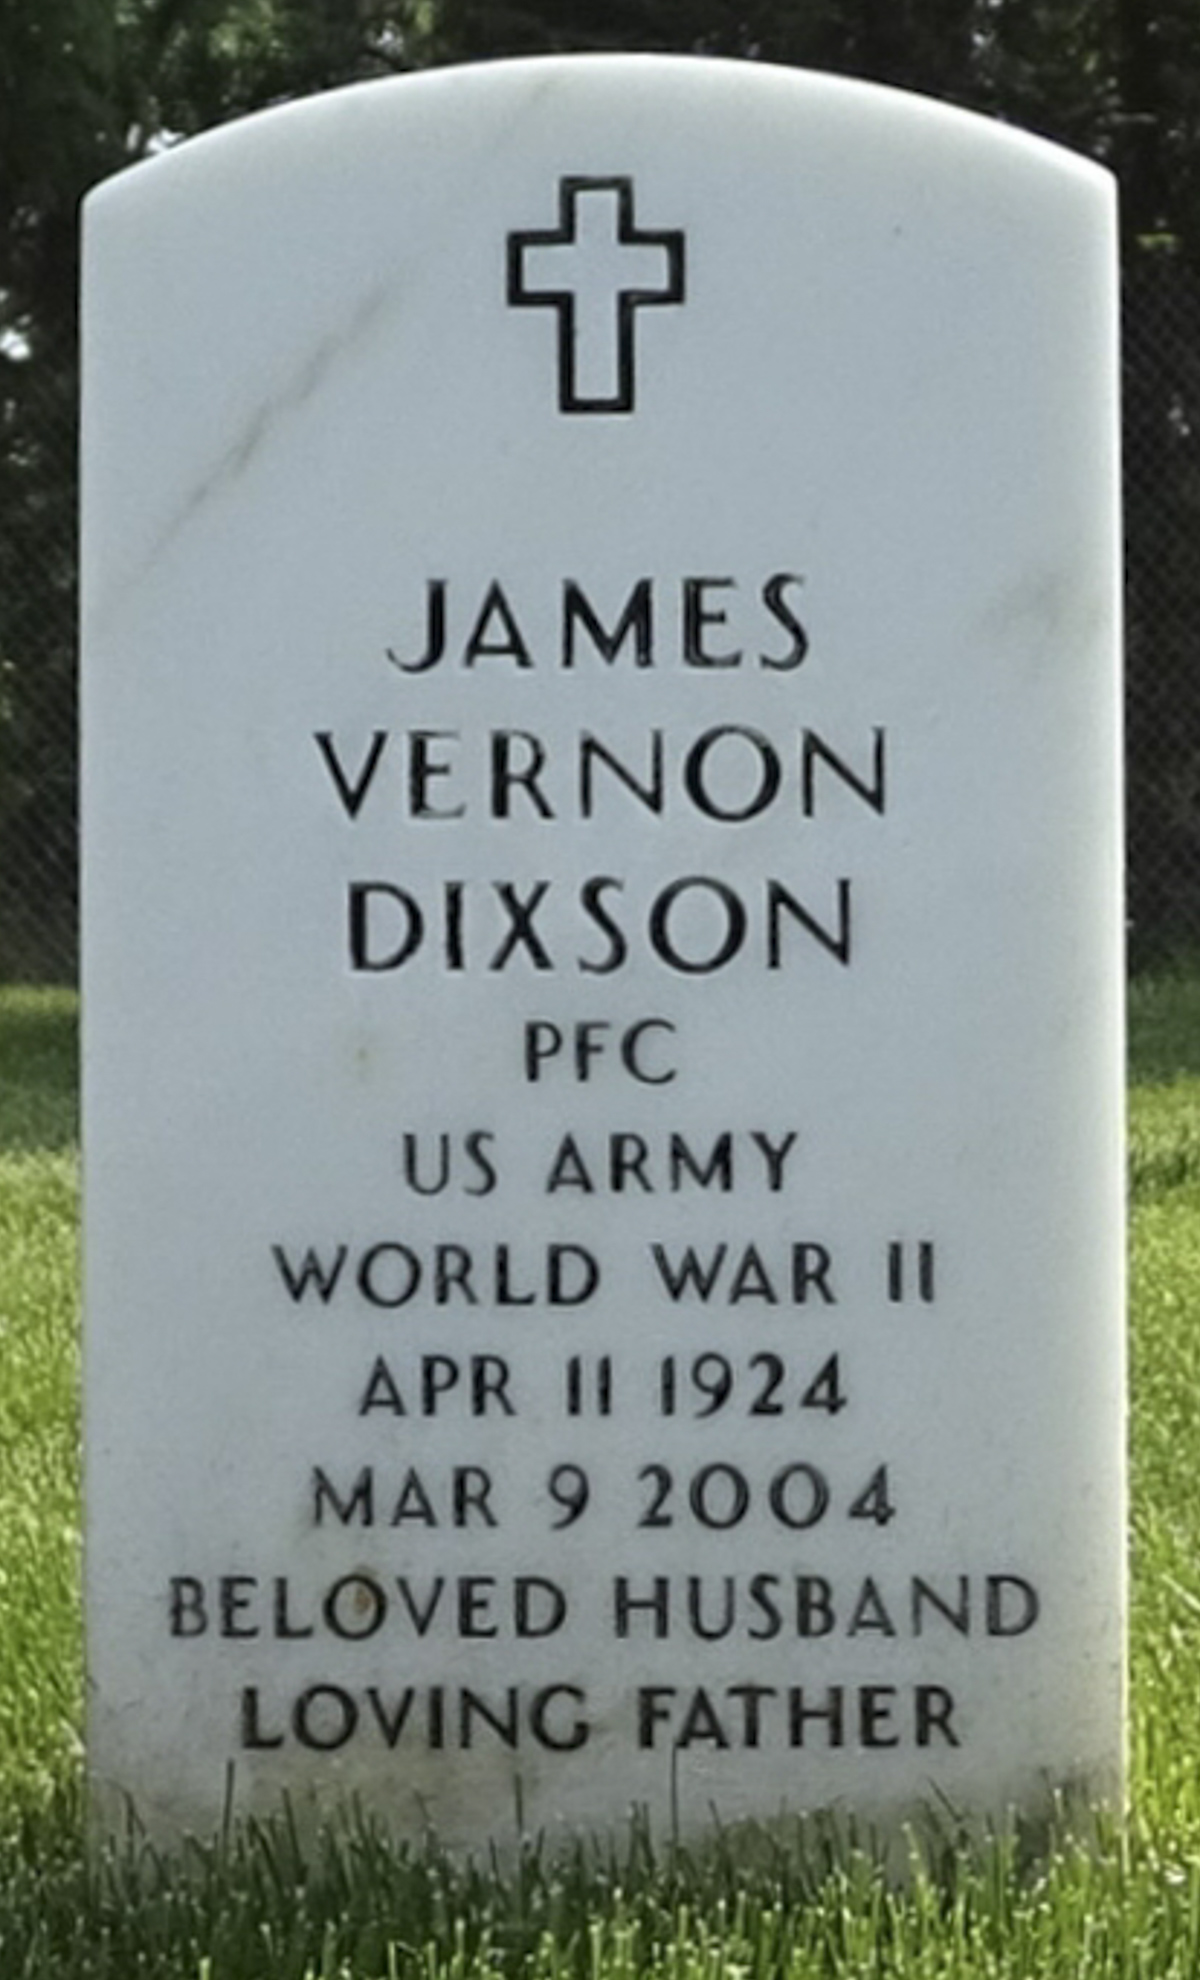 JAMES
VERNON
DIXSON
PFC
US ARMY
WORLD WAR II
APR 11 1924
MAR 9 2004
BELOVED HUSBAND
LOVING FATHER